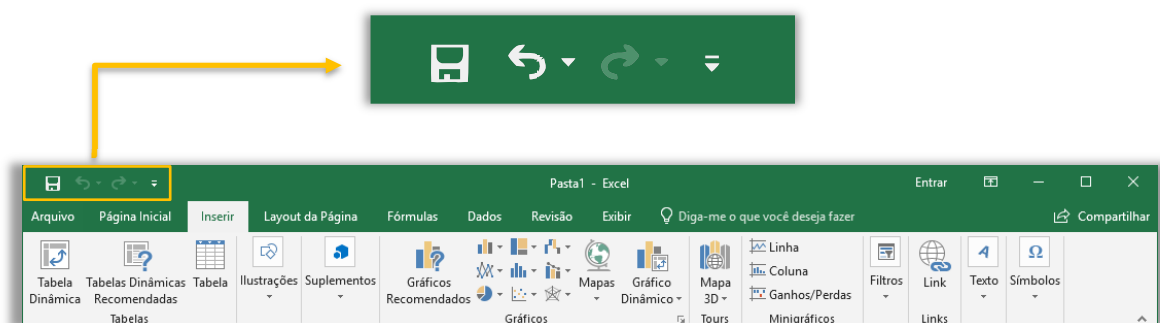 Pasta1 - Excel
Entrar
Arquivo Página Inicial Inserir Layout da Página Fórmulas Dados Revisão Exibir Diga-me o que você deseja fazer Compartilhar
Tabela Dinâmica
Tabelas Dinâmicas Recomendadas
Tabela
Ilustrações
Suplementos
Gráficos Recomendados
Mapas
Gráfico Dinâmico
Mapa 3D
Linha
Coluna
Ganhos/Perdas
Filtros
Link
Texto
Símbolos
Tabelas
Gráficos
Tours
Minigráficos
Links